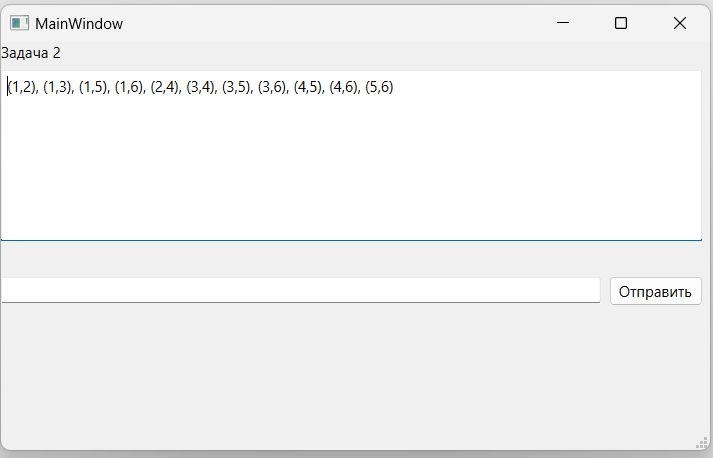 MainWindow
Задача 2
(1,2), (1,3), (1,5), (1,6), (2,4), (3,4), (3,5), (3,6), (4,5), (4,6), (5,6)
Отправить